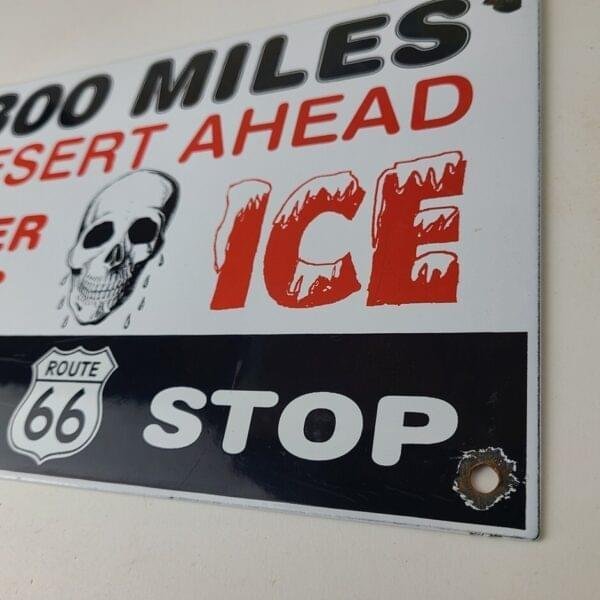 300 MILES
ESERT AHEAD
ER
ICE
ROUTE
66
STOP